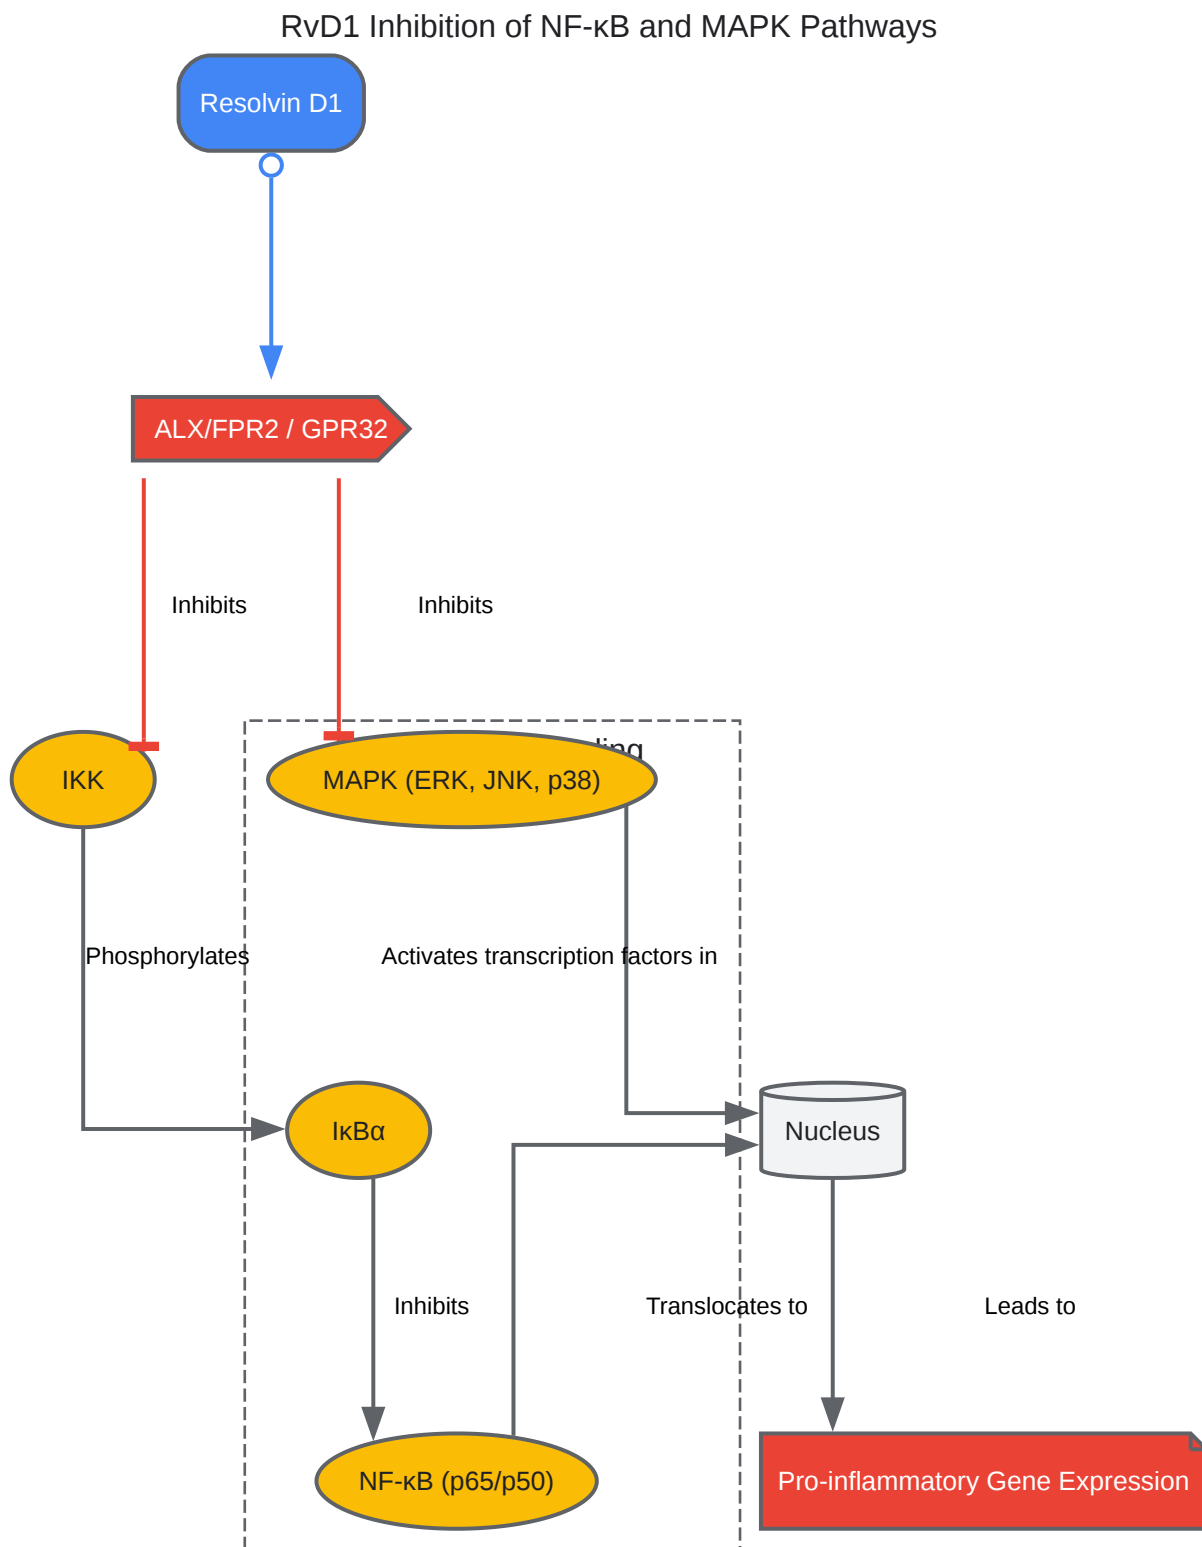 RvD1 Inhibition of NF-κB and MAPK Pathways
Resolvin D1
ALX/FPR2 / GPR32
Inhibits
Inhibits
IKK
MAPK (ERK, JNK, p38)
Phosphorylates
Activates transcription factors in
IκBα
Nucleus
Inhibits
Translocates to
Leads to
NF-κB (p65/p50)
Pro-inflammatory Gene Expression